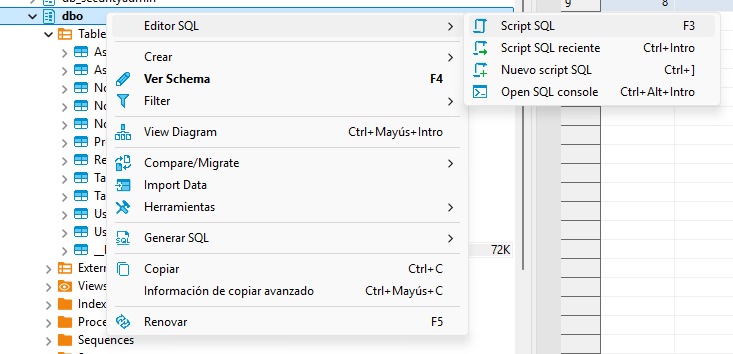 db_securityadmin
dbo
Table
As
As
No
No
No
Pr
Re
Ta
Ta
Us
Us
72K
Extern
Views
Index
Proce
Sequences
Editor SQL
Crear
Ver Schema F4
Filter
View Diagram Ctrl+Mayús+Intro
Compare/Migrate
Import Data
Herramientas
Generar SQL
Copiar Ctrl+C
Información de copiar avanzado Ctrl+Mayús+C
Renovar F5
Script SQL F3
Script SQL reciente Ctrl+Intro
Nuevo script SQL Ctrl+]
Open SQL console Ctrl+Alt+Intro
9 8